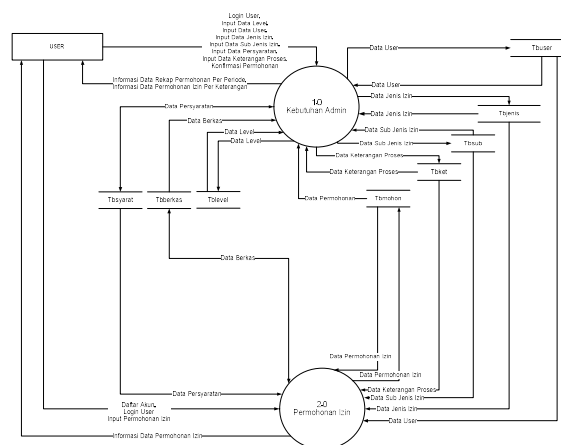 Login User,
Input Data Level,
Input Data User,
Input Data Jenis Izin,
Input Data Sub Jenis Izin,
Input Data Persyaratan,
Input Data Keterangan Proses,
Konfirmasi Permohonan
USER
Data User
Tbuser
Data User
Informasi Data Rekap Permohonan Per Periode,
Informasi Data Permohonan Izin Per Keterangan
1.0
Kebutuhan Admin
Data Jenis Izin
Data Persyaratan
Data Jenis Izin
Tbjenis
Data Berkas
Data Level
Data Sub Jenis Izin
Data Level
Data Sub Jenis Izin
Tbsub
Data Keterangan Proses
Data Keterangan Proses
Tbket
Tbsyarat
Tbberkas
Tblevel
Data Permohonan
Tbmohon
Data Berkas
Data Permohonan Izin
Data Permohonan Izin
Data Persyaratan
Data Keterangan Proses
Data Sub Jenis Izin
Daftar Akun,
Login User
Input Permohonan Izin
2.0
Permohonan Izin
Data Jenis Izin
Data User
Informasi Data Permohonan Izin